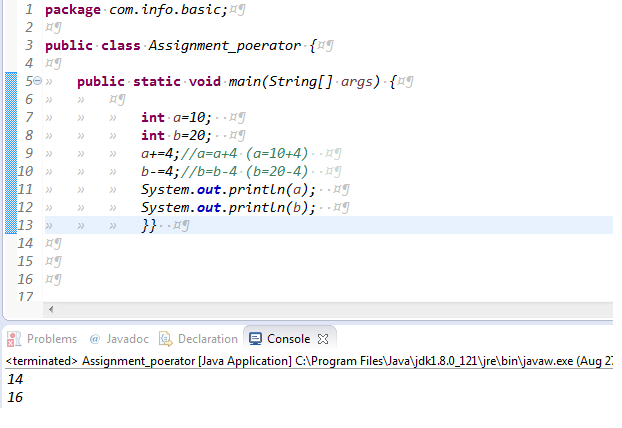 1 package com.info.basic;¤¶
2 ¤¶
3 public class Assignment_poerator {¤¶
4 ¤¶
5 » public static void main(String[] args) {¤¶
6 » » ¤¶
7 » » » int a=10;··¤¶
8 » » » int b=20;··¤¶
9 » » » a+=4;//a=a+4 (a=10+4)··¤¶
10 » » » b-=4;//b=b-4 (b=20-4)··¤¶
11 » » » System.out.println(a);··¤¶
12 » » » System.out.println(b);··¤¶
13 » » » }}··¤¶
14 ¤¶
15 ¤¶
16 ¤¶
17
Problems @ Javadoc Declaration Console
<terminated> Assignment_poerator [Java Application] C:\Program Files\Java\jdk1.8.0_121\jre\bin\javaw.exe (Aug 27
14
16